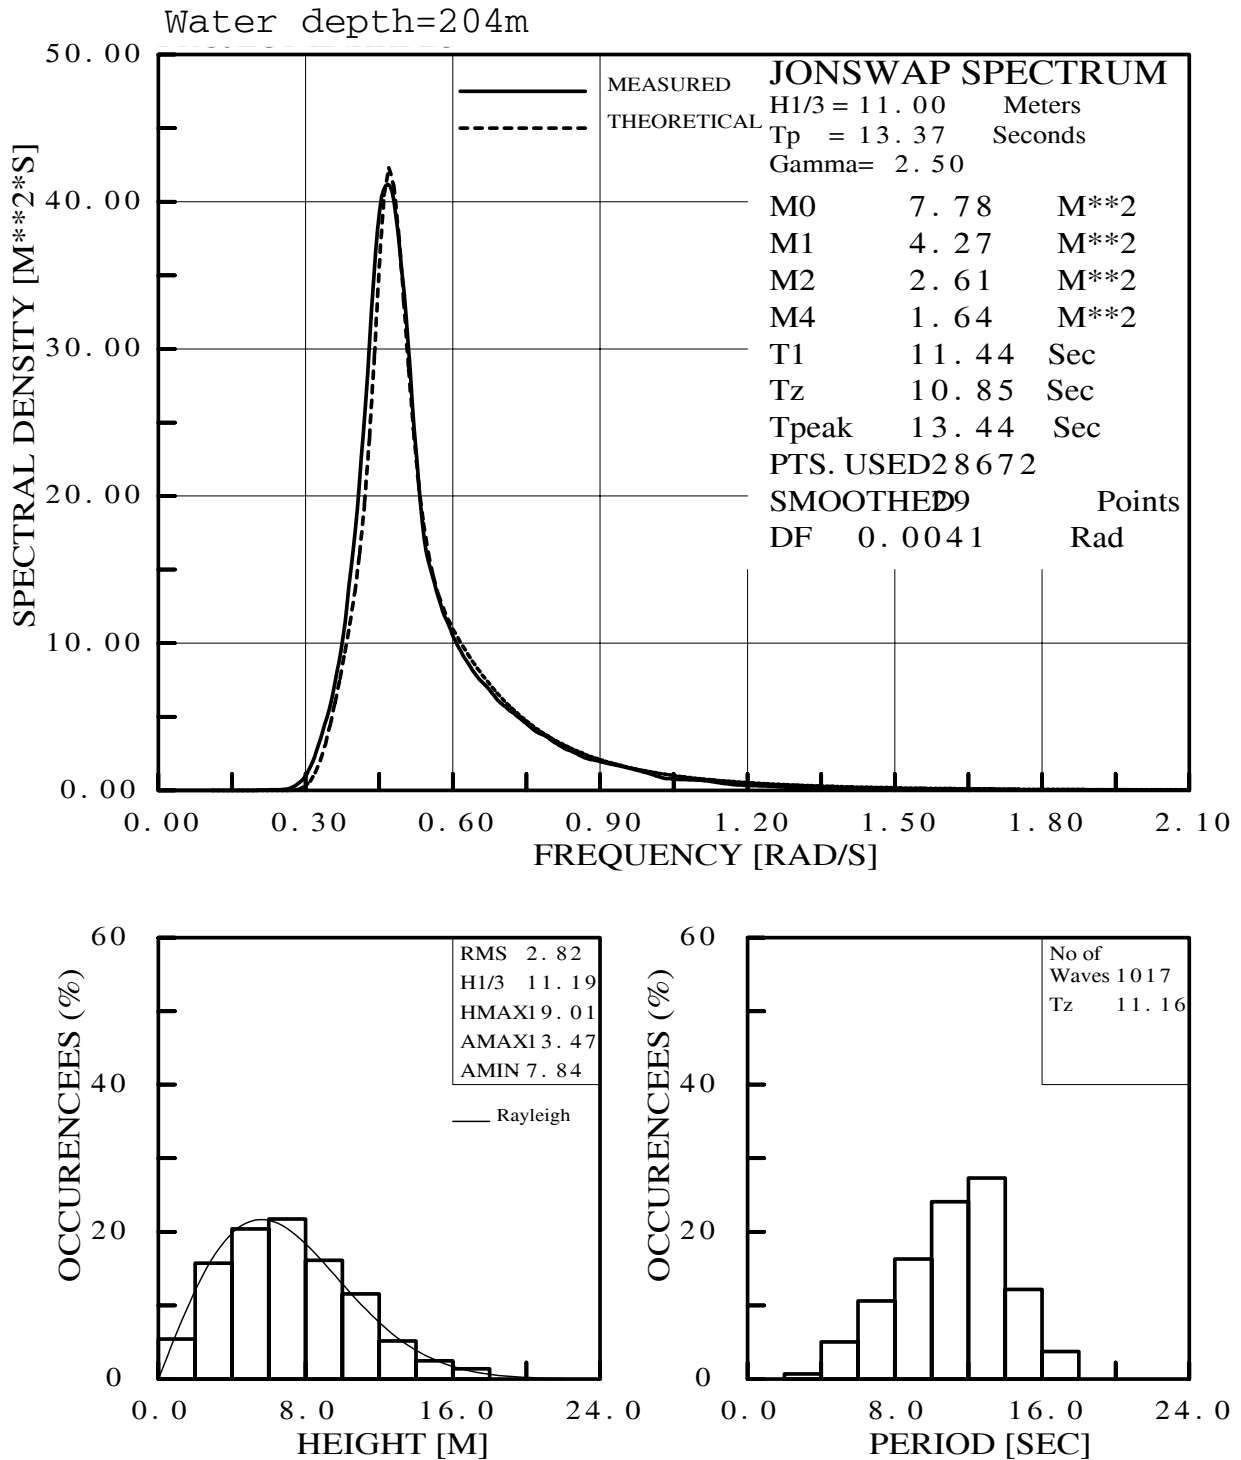 Water depth=204m
50.00
40.00
30.00
20.00
10.00
0.00
SPECTRAL DENSITY [M**2*S]
MEASURED
THEORETICAL
JONSWAP SPECTRUM
H1/3 = 11.00 Meters
Tp = 13.37 Seconds
Gamma= 2.50
M0 7.78 M**2
M1 4.27 M**2
M2 2.61 M**2
M4 1.64 M**2
T1 11.44 Sec
Tz 10.85 Sec
Tpeak 13.44 Sec
PTS. USED28672
SMOOTHED29 Points
DF 0.0041 Rad
0.00 0.30 0.60 0.90 1.20 1.50 1.80 2.10
FREQUENCY [RAD/S]
60
40
20
0
OCCURENCEES (%)
RMS 2.82
H1/3 11.19
HMAX19.01
AMAX13.47
AMIN 7.84
Rayleigh
0.0 8.0 16.0 24.0
HEIGHT [M]
60
40
20
0
OCCURENCEES (%)
No of
Waves 1017
Tz 11.16
0.0 8.0 16.0 24.0
PERIOD [SEC]